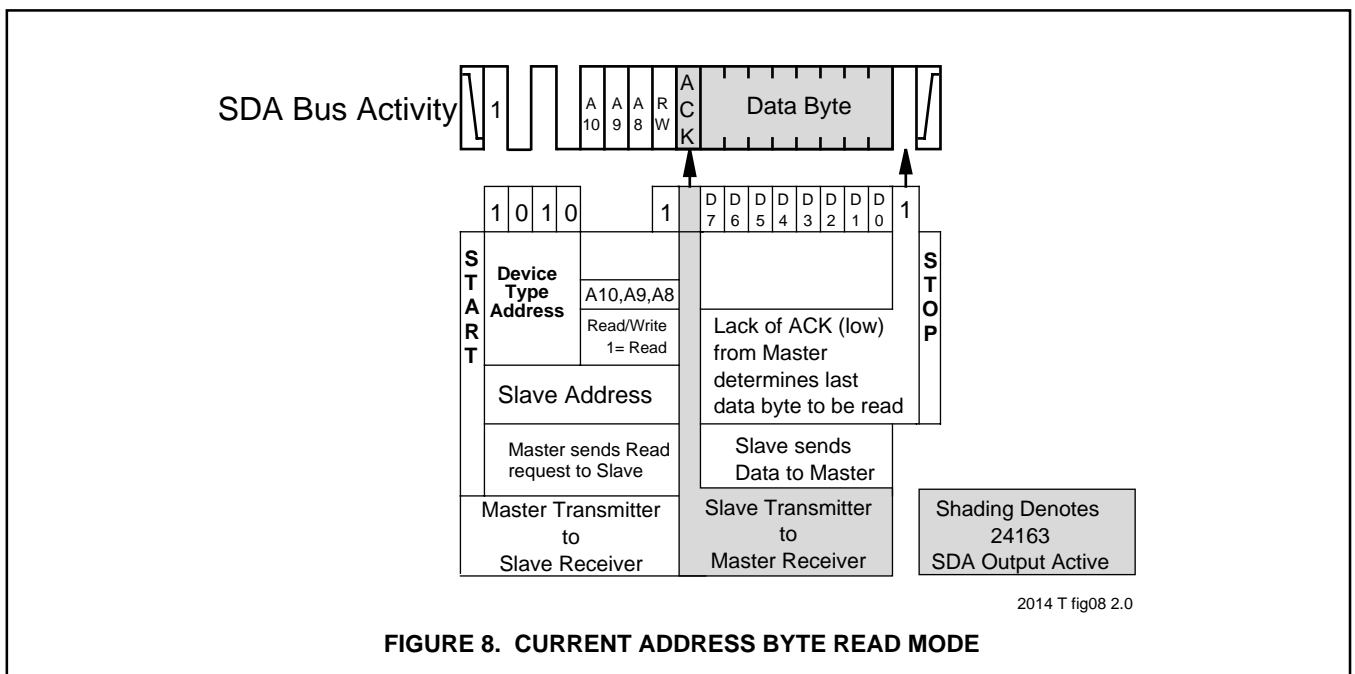 SDA Bus Activity
1
A 10
A 9
A 8
R W
A C K
Data Byte
1 0 1 0
1
D 7
D 6
D 5
D 4
D 3
D 2
D 1
D 0
1
START
Device
Type
Address
A10,A9,A8
Read/Write
1= Read
Slave Address
Master sends Read
request to Slave
Master Transmitter
to
Slave Receiver
Lack of ACK (low)
from Master
determines last
data byte to be read
Slave sends
Data to Master
Slave Transmitter
to
Master Receiver
STOP
Shading Denotes
24163
SDA Output Active
2014 T fig08 2.0
FIGURE 8. CURRENT ADDRESS BYTE READ MODE